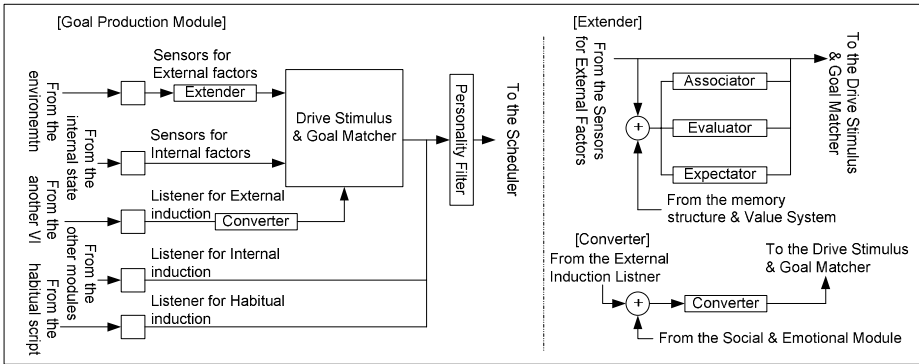 [Goal Production Module]
Sensors for
External factors
Extender
From the
environemtn
Sensors for
Internal factors
From the
internal state
Drive Stimulus
& Goal Matcher
Personality Filter
To the Scheduler
Listener for External
induction
Converter
From the
another VI
Listener for Internal
induction
From the
other modules
Listener for Habitual
induction
From the
habitual script
[Extender]
From the Sensors
for External Factors
Associator
+
Evaluator
Expectator
From the memory
structure & Value System
To the Drive Stimulus
& Goal Matcher
[Converter]
From the External
Induction Listner
+
Converter
To the Drive Stimulus
& Goal Matcher
From the Social & Emotional Module